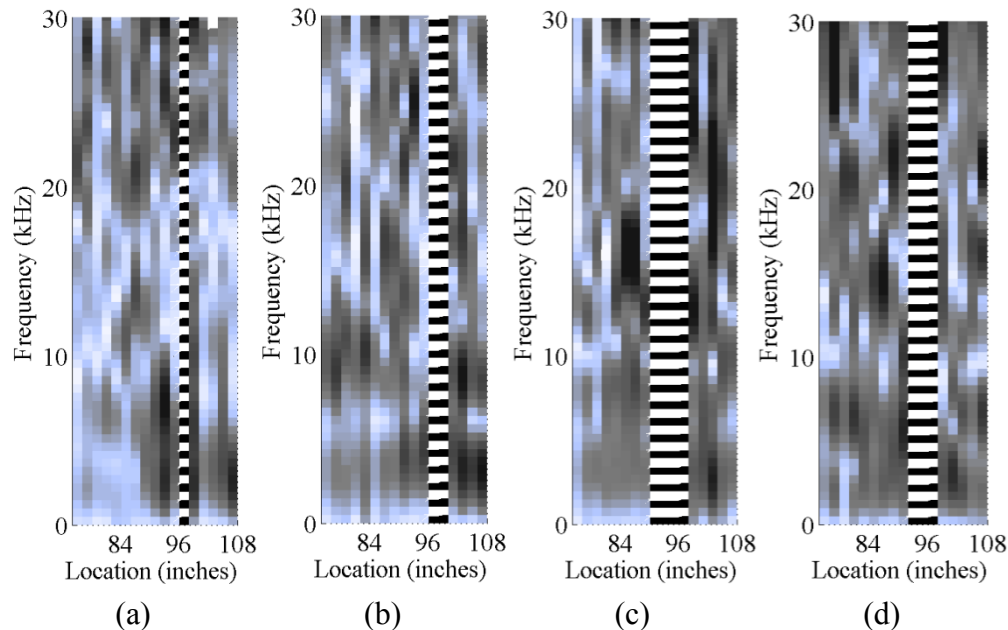 30
20
10
0
Frequency (kHz)
84 96 108
Location (inches)
(a)
30
20
10
0
Frequency (kHz)
84 96 108
Location (inches)
(b)
30
20
10
0
Frequency (kHz)
84 96 108
Location (inches)
(c)
30
20
10
0
Frequency (kHz)
84 96 108
Location (inches)
(d)